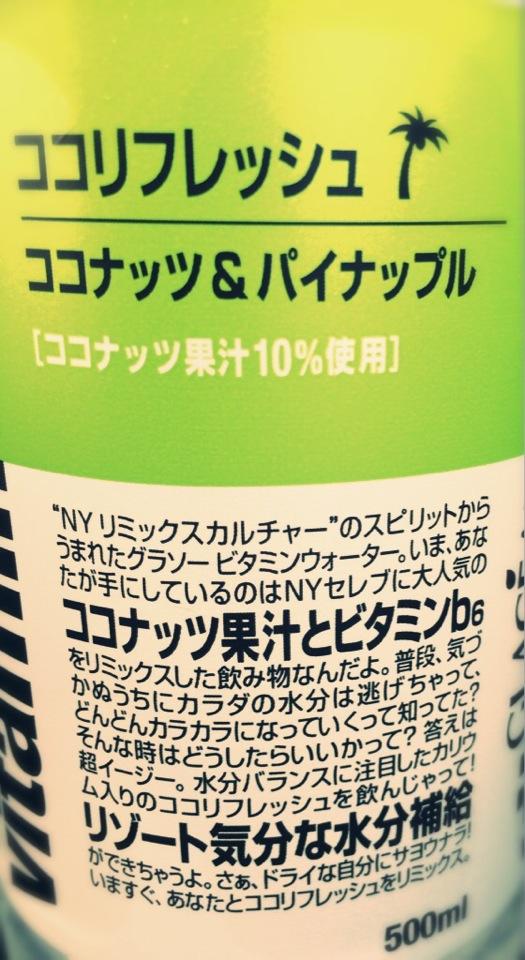 ココリフレッシュ
ココナッツ&パイナップル
[ココナッツ果汁10%使用]
“NYリミックスカルチャー”のスピリットから
うまれたグラソー ビタミンウォーター。いま、あな
たが手にしているのはNYセレブに大人気の
ココナッツ果汁とビタミンb6
をリミックスした飲み物なんだよ。普段、気づ
かぬうちにカラダの水分は逃げちゃって、
どんどんカラカラになっていくって知ってた?
そんな時はどうしたらいいかって? 答えは
超イージー。水分バランスに注目したカリウ
ム入りのココリフレッシュを飲んじゃって!
リゾート気分な水分補給
ができちゃうよ。さぁ、ドライな自分にサヨウナラ!
いますぐ、あなたとココリフレッシュをリミックス。
500ml